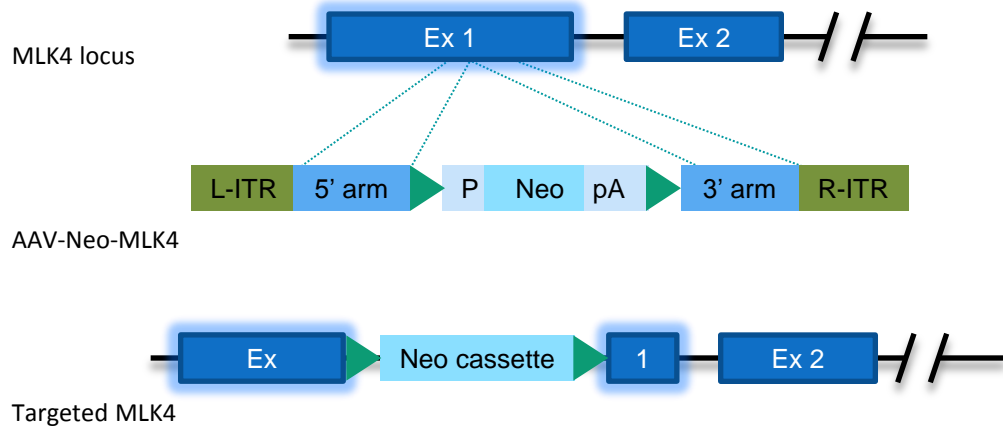 Ex 1 Ex 2
MLK4 locus
L-ITR 5’ arm P Neo pA 3’ arm R-ITR
AAV-Neo-MLK4
Ex Neo cassette 1 Ex 2
Targeted MLK4